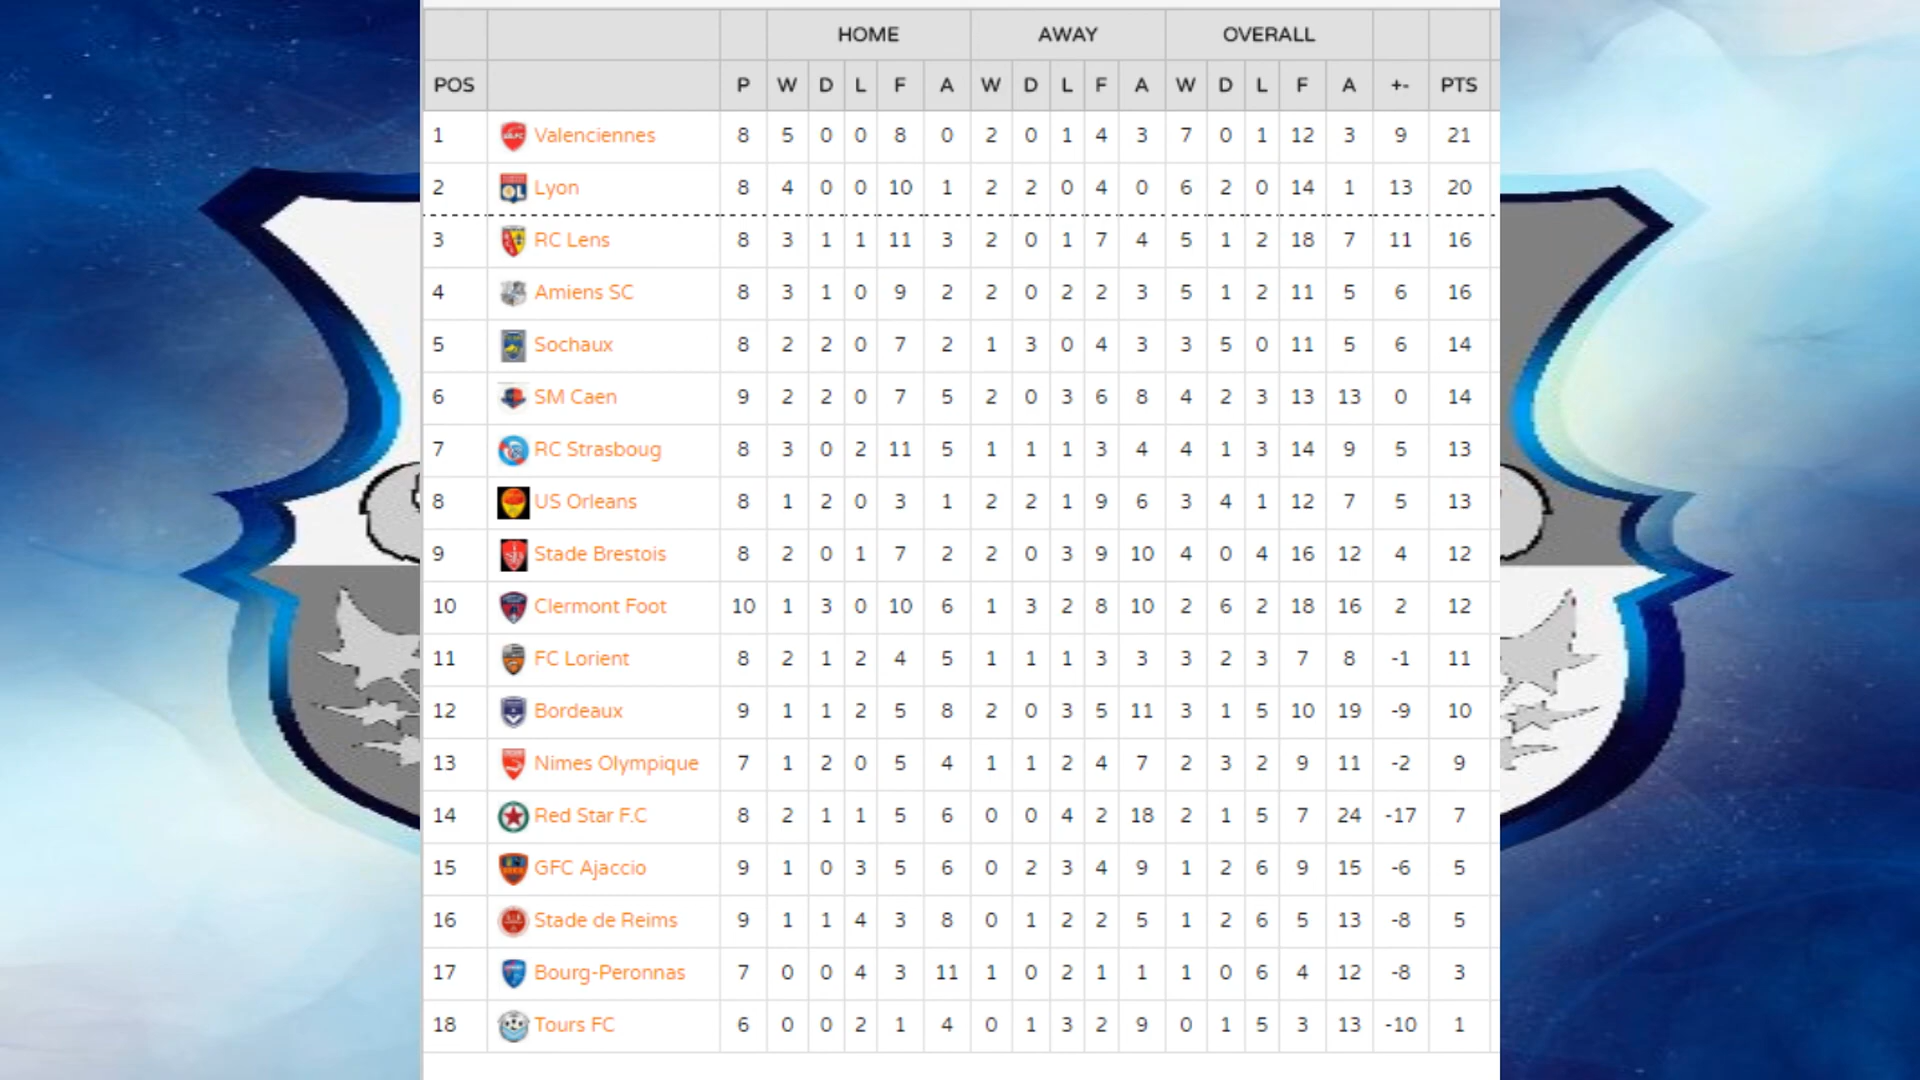 HOME AWAY OVERALL
POS P W D L F A W D L F A W D L F A +- PTS
1 Valenciennes 8 5 0 0 8 0 2 0 1 4 3 7 0 1 12 3 9 21
2 Lyon 8 4 0 0 10 1 2 2 0 4 0 6 2 0 14 1 13 20
3 RC Lens 8 3 1 1 11 3 2 0 1 7 4 5 1 2 18 7 11 16
4 Amiens SC 8 3 1 0 9 2 2 0 2 2 3 5 1 2 11 5 6 16
5 Sochaux 8 2 2 0 7 2 1 3 0 4 3 3 5 0 11 5 6 14
6 SM Caen 9 2 2 0 7 5 2 0 3 6 8 4 2 3 13 13 0 14
7 RC Strasboug 8 3 0 2 11 5 1 1 1 3 4 4 1 3 14 9 5 13
8 US Orleans 8 1 2 0 3 1 2 2 1 9 6 3 4 1 12 7 5 13
9 Stade Brestois 8 2 0 1 7 2 2 0 3 9 10 4 0 4 16 12 4 12
10 Clermont Foot 10 1 3 0 10 6 1 3 2 8 10 2 6 2 18 16 2 12
11 FC Lorient 8 2 1 2 4 5 1 1 1 3 3 3 2 3 7 8 -1 11
12 Bordeaux 9 1 1 2 5 8 2 0 3 5 11 3 1 5 10 19 -9 10
13 Nimes Olympique 7 1 2 0 5 4 1 1 2 4 7 2 3 2 9 11 -2 9
14 Red Star F.C 8 2 1 1 5 6 0 0 4 2 18 2 1 5 7 24 -17 7
15 GFC Ajaccio 9 1 0 3 5 6 0 2 3 4 9 1 2 6 9 15 -6 5
16 Stade de Reims 9 1 1 4 3 8 0 1 2 2 5 1 2 6 5 13 -8 5
17 Bourg-Peronnas 7 0 0 4 3 11 1 0 2 1 1 1 0 6 4 12 -8 3
18 Tours FC 6 0 0 2 1 4 0 1 3 2 9 0 1 5 3 13 -10 1